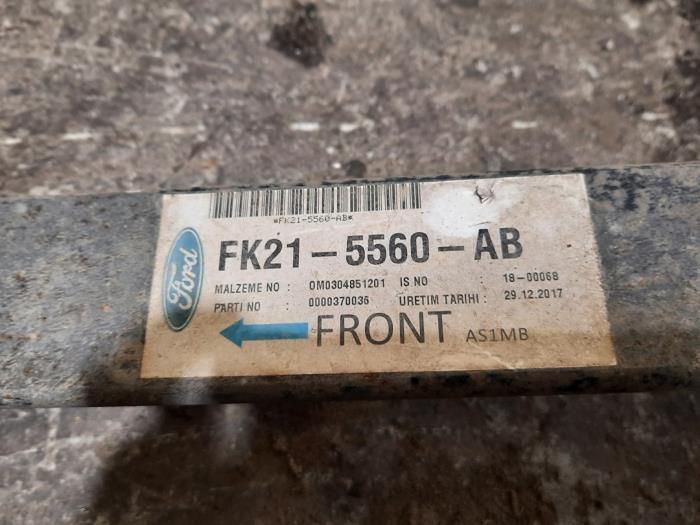 *FK21-5560-AB*
Ford
FK21-5560-AB
MALZEME NO : 0M0304851201 IS NO : 18-00068
PARTI NO : 0000370036 URETIM TARIHI : 29.12.2017
FRONT AS1MB